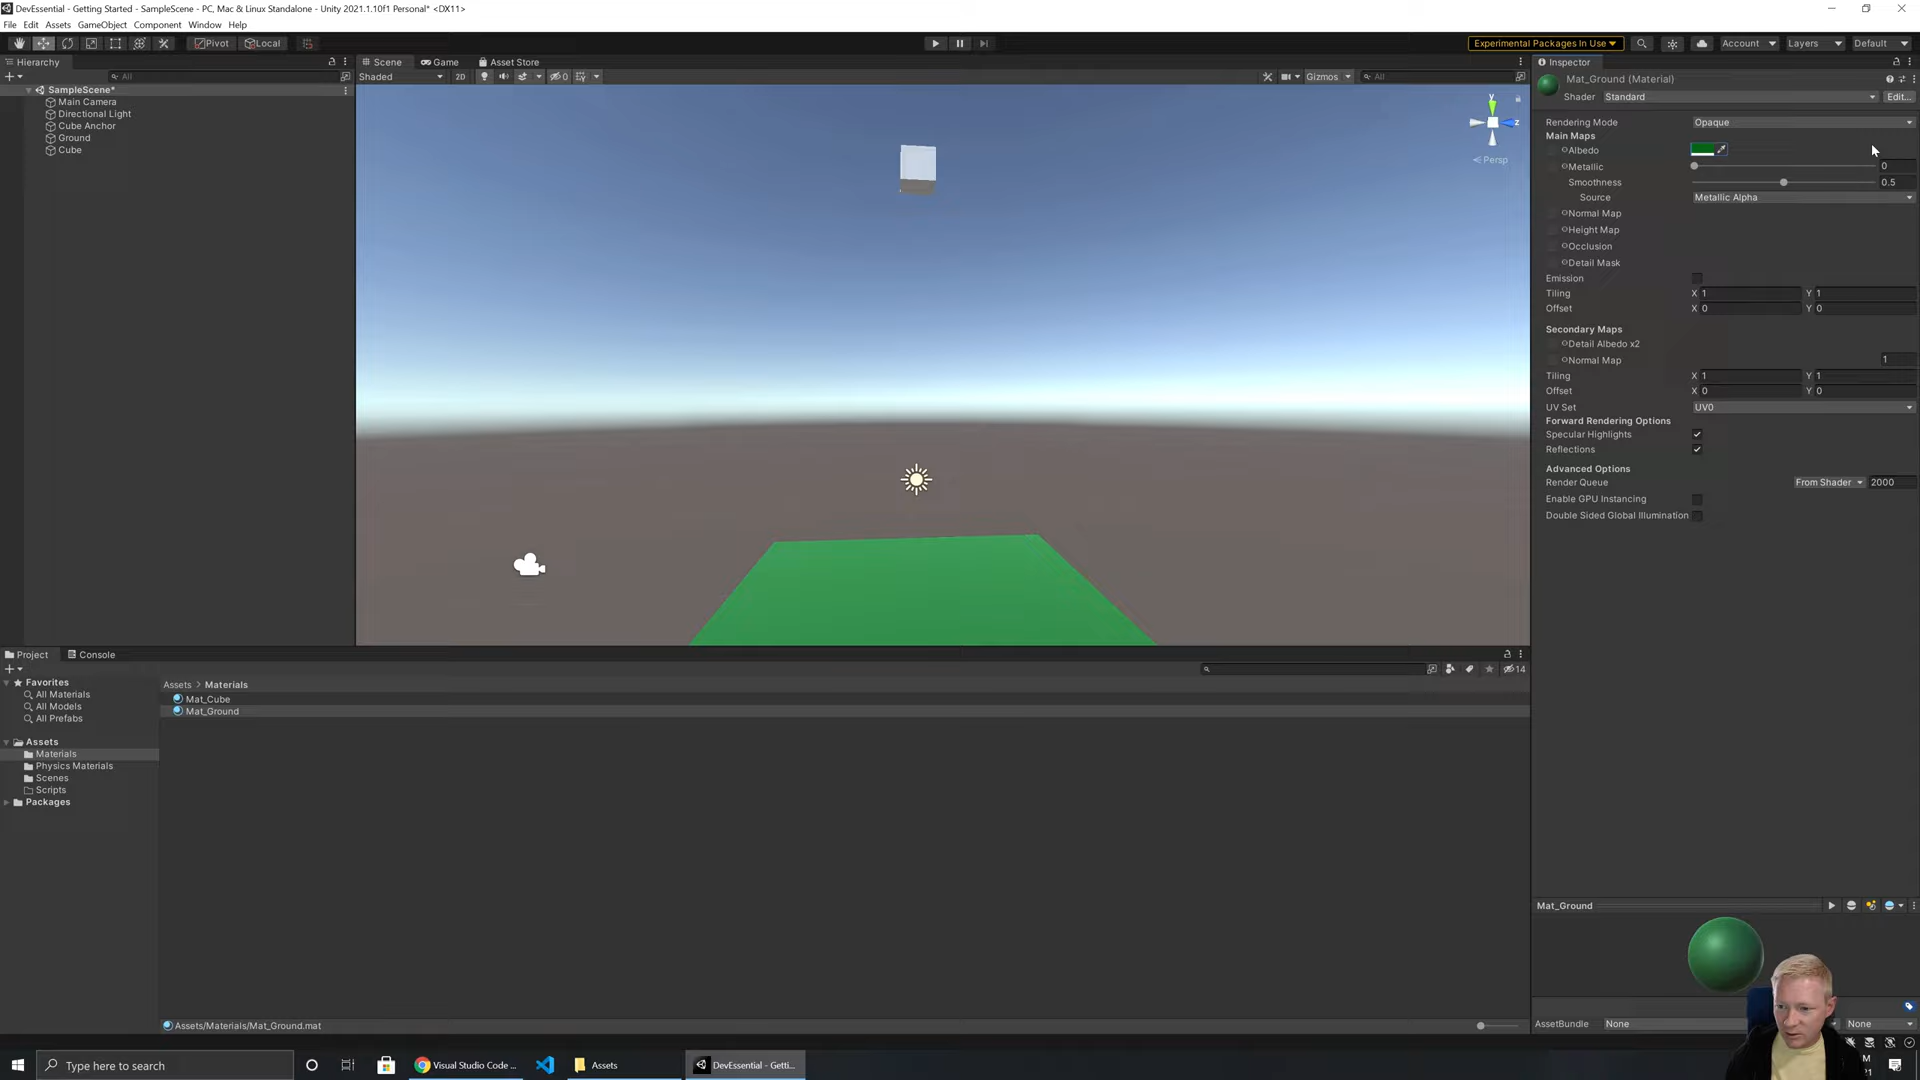 DevEssential - Getting Started - SampleScene - PC, Mac & Linux Standalone - Unity 2021.1.10f1 Personal* <DX11>
File Edit Assets GameObject Component Window Help
Pivot Local Experimental Packages In Use Account Layers Default
Hierarchy
All
SampleScene*
Main Camera
Directional Light
Cube Anchor
Ground
Cube
Scene Game Asset Store
Shaded 2D 0 Gizmos All
y
z
Persp
Inspector
Mat_Ground (Material)
Shader Standard Edit...
Rendering Mode Opaque
Main Maps
Albedo
Metallic 0
Smoothness 0.5
Source Metallic Alpha
Normal Map
Height Map
Occlusion
Detail Mask
Emission
Tiling X 1 Y 1
Offset X 0 Y 0
Secondary Maps
Detail Albedo x2
Normal Map 1
Tiling X 1 Y 1
Offset X 0 Y 0
UV Set UV0
Forward Rendering Options
Specular Highlights
Reflections
Advanced Options
Render Queue From Shader 2000
Enable GPU Instancing
Double Sided Global Illumination
Mat_Ground
AssetBundle None None
Project Console
14
Favorites
All Materials
All Models
All Prefabs
Assets
Materials
Physics Materials
Scenes
Scripts
Packages
Assets > Materials
Mat_Cube
Mat_Ground
Assets/Materials/Mat_Ground.mat
Type here to search
Visual Studio Code ...
Assets
DevEssential - Getti...